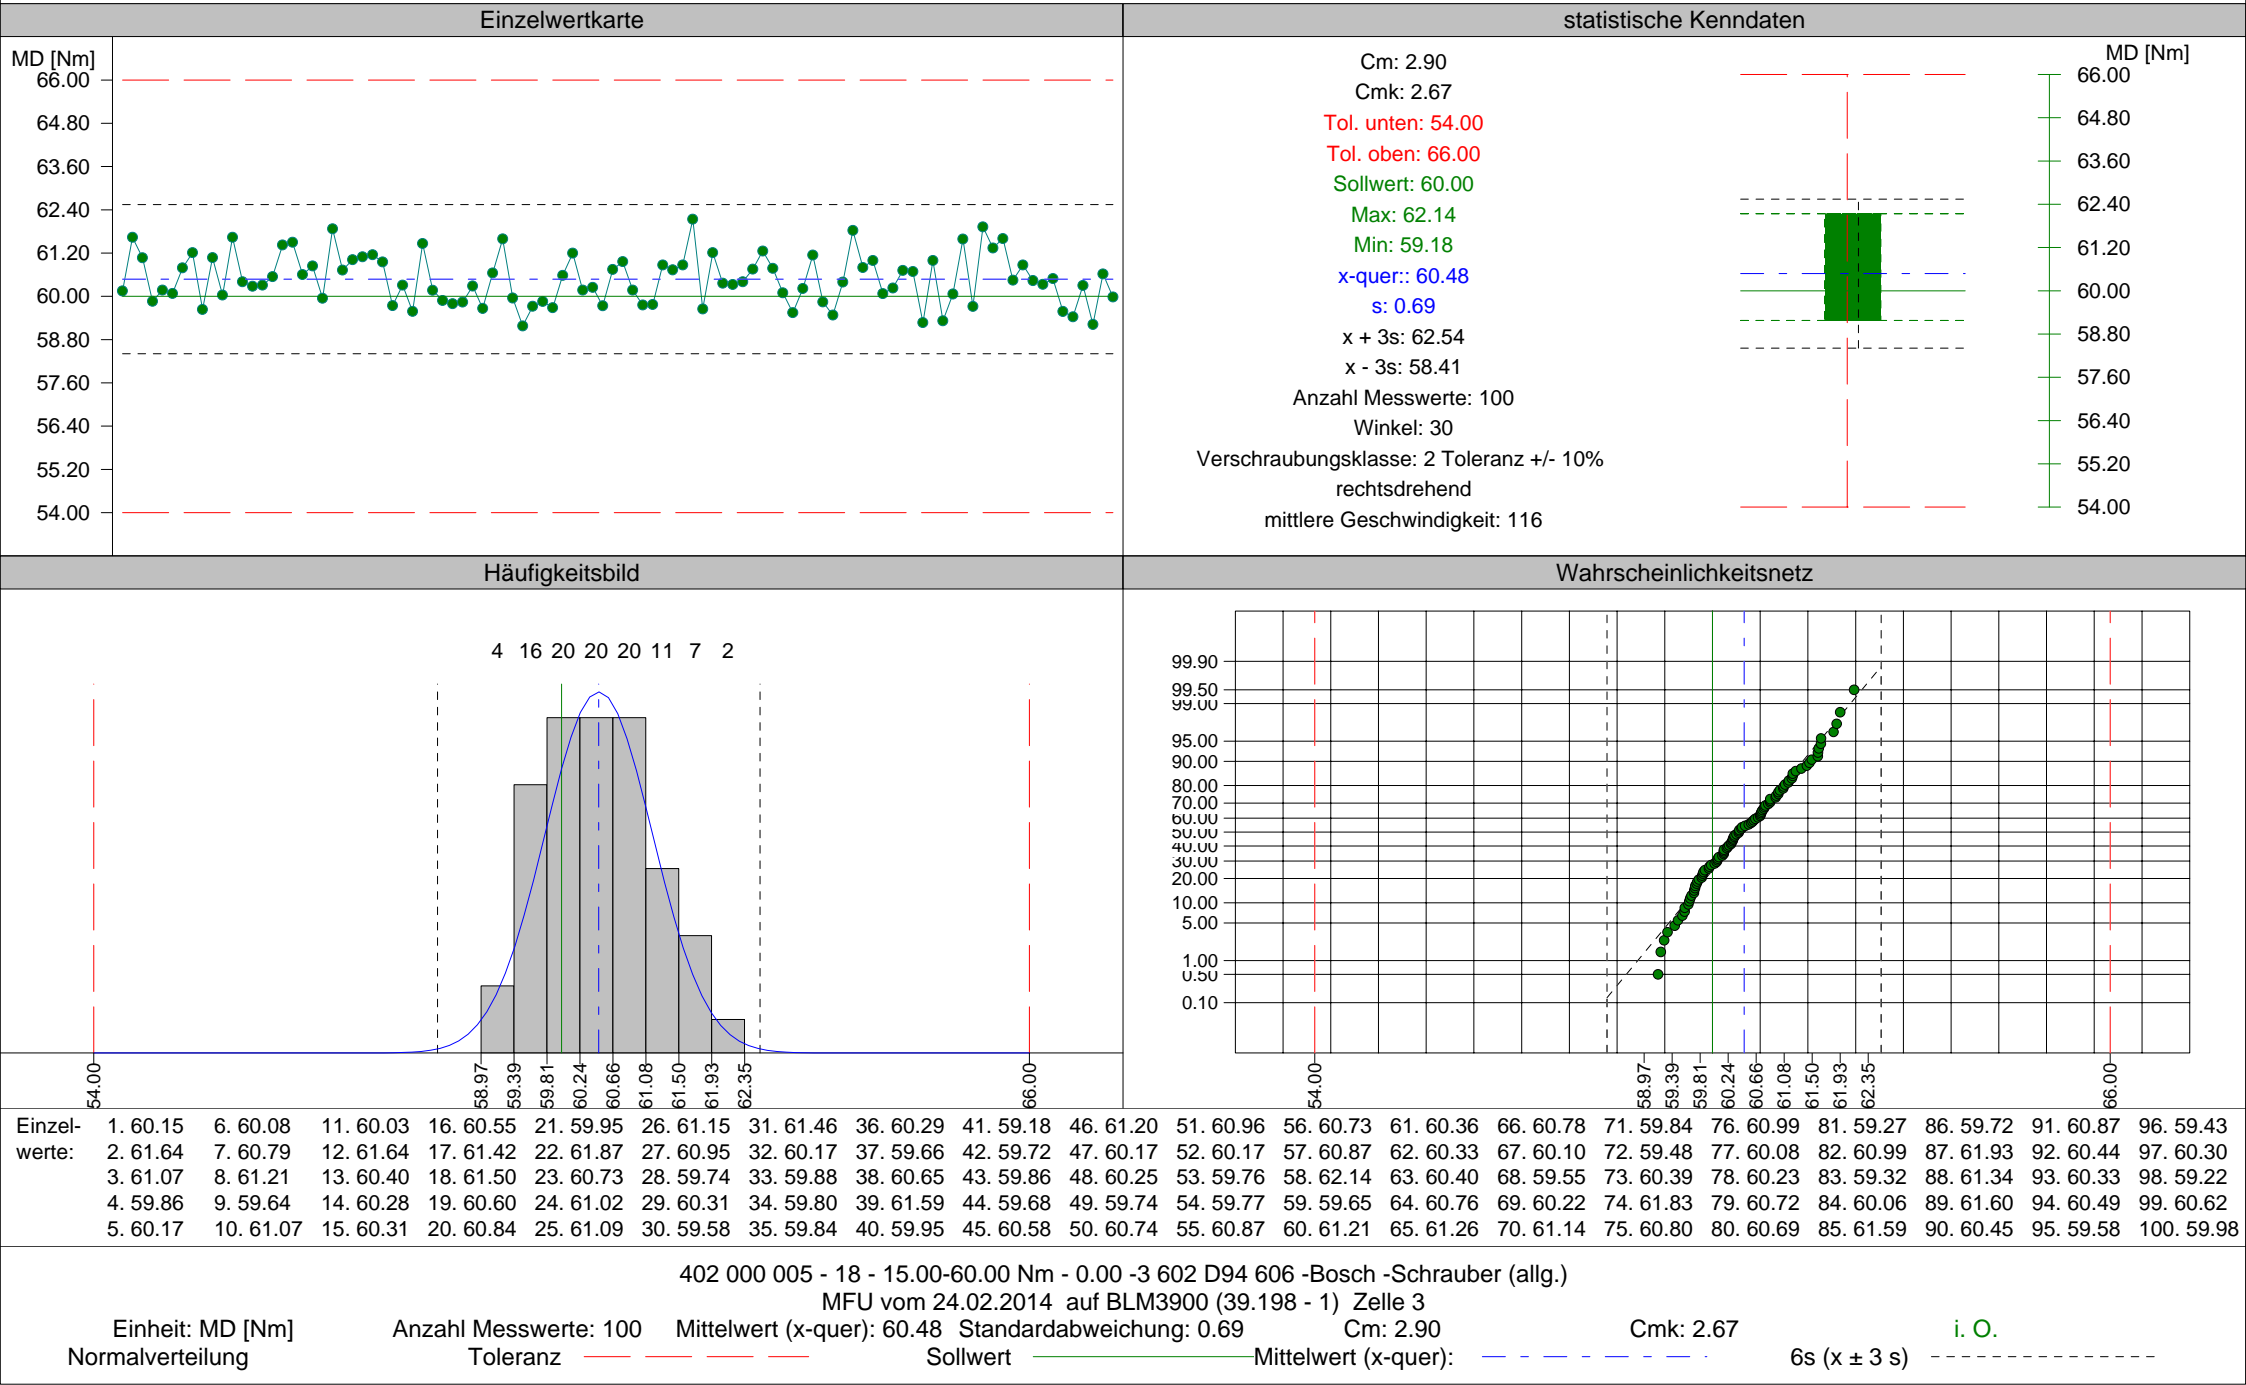 Einzelwertkarte
MD [Nm]
66.00
64.80
63.60
62.40
61.20
60.00
58.80
57.60
56.40
55.20
54.00
statistische Kenndaten
Cm: 2.90
Cmk: 2.67
Tol. unten: 54.00
Tol. oben: 66.00
Sollwert: 60.00
Max: 62.14
Min: 59.18
x-quer:: 60.48
s: 0.69
x + 3s: 62.54
x - 3s: 58.41
Anzahl Messwerte: 100
Winkel: 30
Verschraubungsklasse: 2 Toleranz +/- 10%
rechtsdrehend
mittlere Geschwindigkeit: 116
MD [Nm]
66.00
64.80
63.60
62.40
61.20
60.00
58.80
57.60
56.40
55.20
54.00
Häufigkeitsbild
4 16 20 20 20 11 7 2
54.00 58.97 59.39 59.81 60.24 60.66 61.08 61.50 61.93 62.35 66.00
Wahrscheinlichkeitsnetz
99.90
99.50
99.00
95.00
90.00
80.00
70.00
60.00
50.00
40.00
30.00
20.00
10.00
5.00
1.00
0.50
0.10
54.00 58.97 59.39 59.81 60.24 60.66 61.08 61.50 61.93 62.35 66.00
Einzel- 1. 60.15 6. 60.08 11. 60.03 16. 60.55 21. 59.95 26. 61.15 31. 61.46 36. 60.29 41. 59.18 46. 61.20 51. 60.96 56. 60.73 61. 60.36 66. 60.78 71. 59.84 76. 60.99 81. 59.27 86. 59.72 91. 60.87 96. 59.43
werte: 2. 61.64 7. 60.79 12. 61.64 17. 61.42 22. 61.87 27. 60.95 32. 60.17 37. 59.66 42. 59.72 47. 60.17 52. 60.17 57. 60.87 62. 60.33 67. 60.10 72. 59.48 77. 60.08 82. 60.99 87. 61.93 92. 60.44 97. 60.30
3. 61.07 8. 61.21 13. 60.40 18. 61.50 23. 60.73 28. 59.74 33. 59.88 38. 60.65 43. 59.86 48. 60.25 53. 59.76 58. 62.14 63. 60.40 68. 59.55 73. 60.39 78. 60.23 83. 59.32 88. 61.34 93. 60.33 98. 59.22
4. 59.86 9. 59.64 14. 60.28 19. 60.60 24. 61.02 29. 60.31 34. 59.80 39. 61.59 44. 59.68 49. 59.74 54. 59.77 59. 59.65 64. 60.76 69. 60.22 74. 61.83 79. 60.72 84. 60.06 89. 61.60 94. 60.49 99. 60.62
5. 60.17 10. 61.07 15. 60.31 20. 60.84 25. 61.09 30. 59.58 35. 59.84 40. 59.95 45. 60.58 50. 60.74 55. 60.87 60. 61.21 65. 61.26 70. 61.14 75. 60.80 80. 60.69 85. 61.59 90. 60.45 95. 59.58 100. 59.98
402 000 005 - 18 - 15.00-60.00 Nm - 0.00 -3 602 D94 606 -Bosch -Schrauber (allg.)
MFU vom 24.02.2014 auf BLM3900 (39.198 - 1) Zelle 3
Einheit: MD [Nm] Anzahl Messwerte: 100 Mittelwert (x-quer): 60.48 Standardabweichung: 0.69 Cm: 2.90 Cmk: 2.67 i. O.
Normalverteilung Toleranz Sollwert Mittelwert (x-quer): 6s (x ± 3 s)